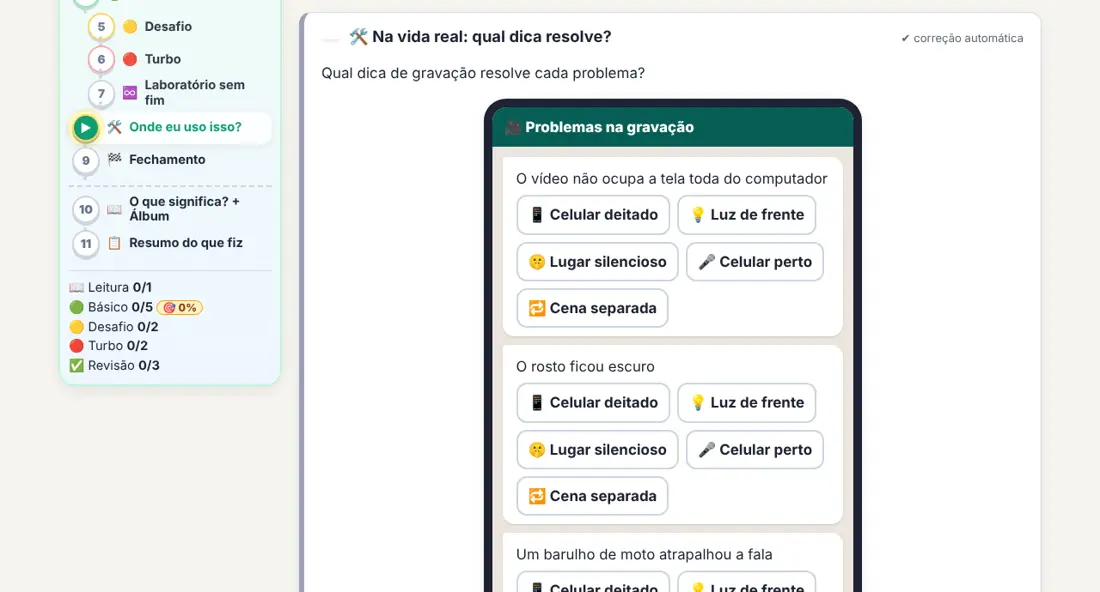 5 🟡 Desafio
6 🔴 Turbo
7 ♾️ Laboratório sem
fim
🛠️ Onde eu uso isso?
9 🏁 Fechamento
10 📖 O que significa? +
Álbum
11 📋 Resumo do que fiz
📖 Leitura 0/1
🟢 Básico 0/5 🎯 0%
🟡 Desafio 0/2
🔴 Turbo 0/2
✅ Revisão 0/3
🛠️ Na vida real: qual dica resolve?
✔ correção automática
Qual dica de gravação resolve cada problema?
🎥 Problemas na gravação
O vídeo não ocupa a tela toda do computador
📱 Celular deitado 💡 Luz de frente
🤫 Lugar silencioso 🎤 Celular perto
🔁 Cena separada
O rosto ficou escuro
📱 Celular deitado 💡 Luz de frente
🤫 Lugar silencioso 🎤 Celular perto
🔁 Cena separada
Um barulho de moto atrapalhou a fala
📱 Celular deitado 💡 Luz de frente